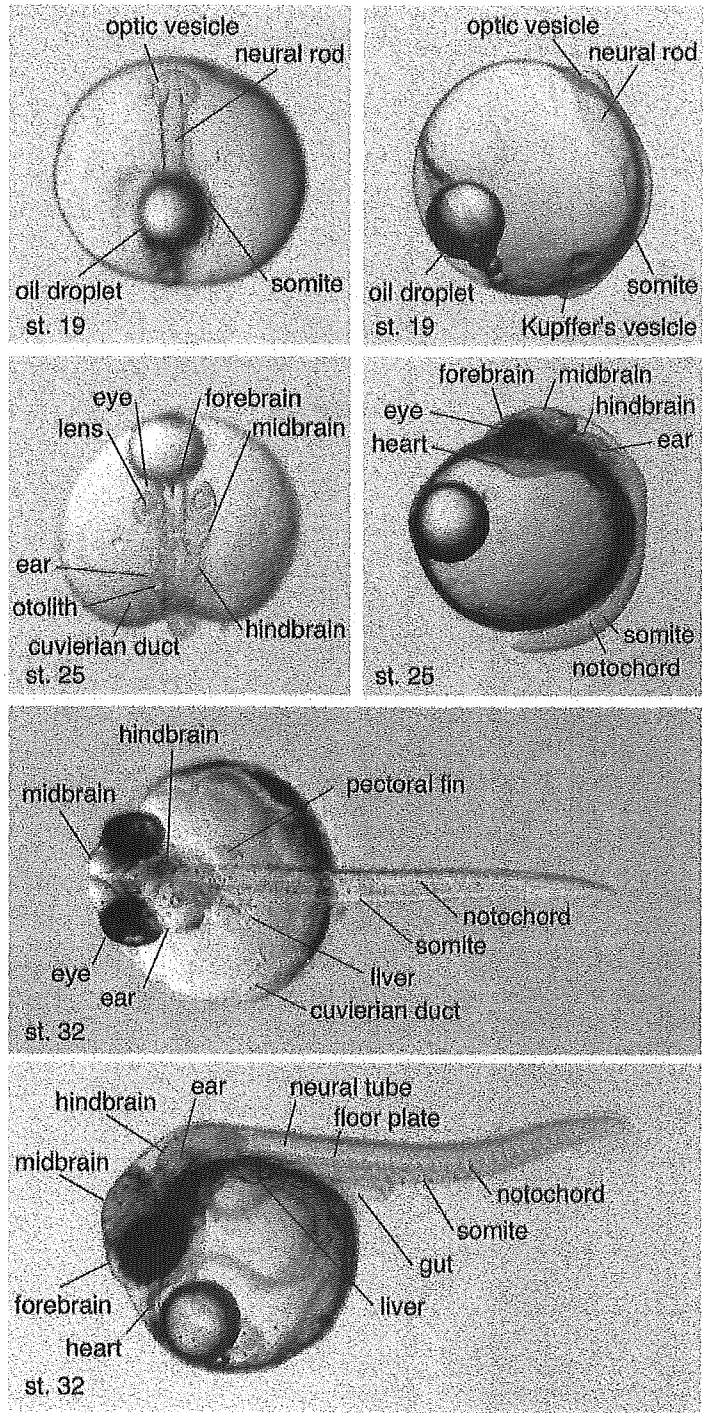 optic vesicle
neural rod
oil droplet
somite
st. 19
optic vesicle
neural rod
oil droplet
somite
st. 19
Kupffer's vesicle
eye
forebrain
lens
midbrain
ear
otolith
cuvierian duct
hindbrain
st. 25
forebrain
midbrain
eye
hindbrain
heart
ear
somite
notochord
st. 25
hindbrain
midbrain
pectoral fin
notochord
somite
eye
liver
ear
cuvierian duct
st. 32
ear
neural tube
hindbrain
floor plate
midbrain
notochord
somite
gut
forebrain
liver
heart
st. 32